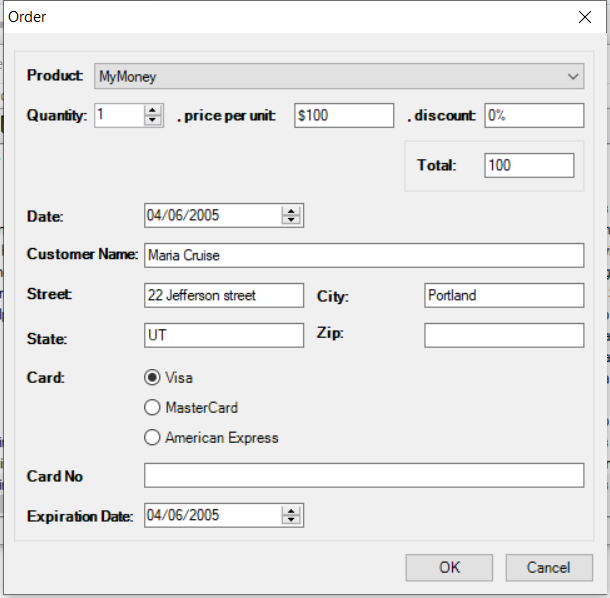 Order
Product: MyMoney
Quantity: 1 . price per unit: $100 . discount: 0%
Total: 100
Date: 04/06/2005
Customer Name: Maria Cruise
Street: 22 Jefferson street City: Portland
State: UT Zip:
Card: Visa
MasterCard
American Express
Card No
Expiration Date: 04/06/2005
OK Cancel